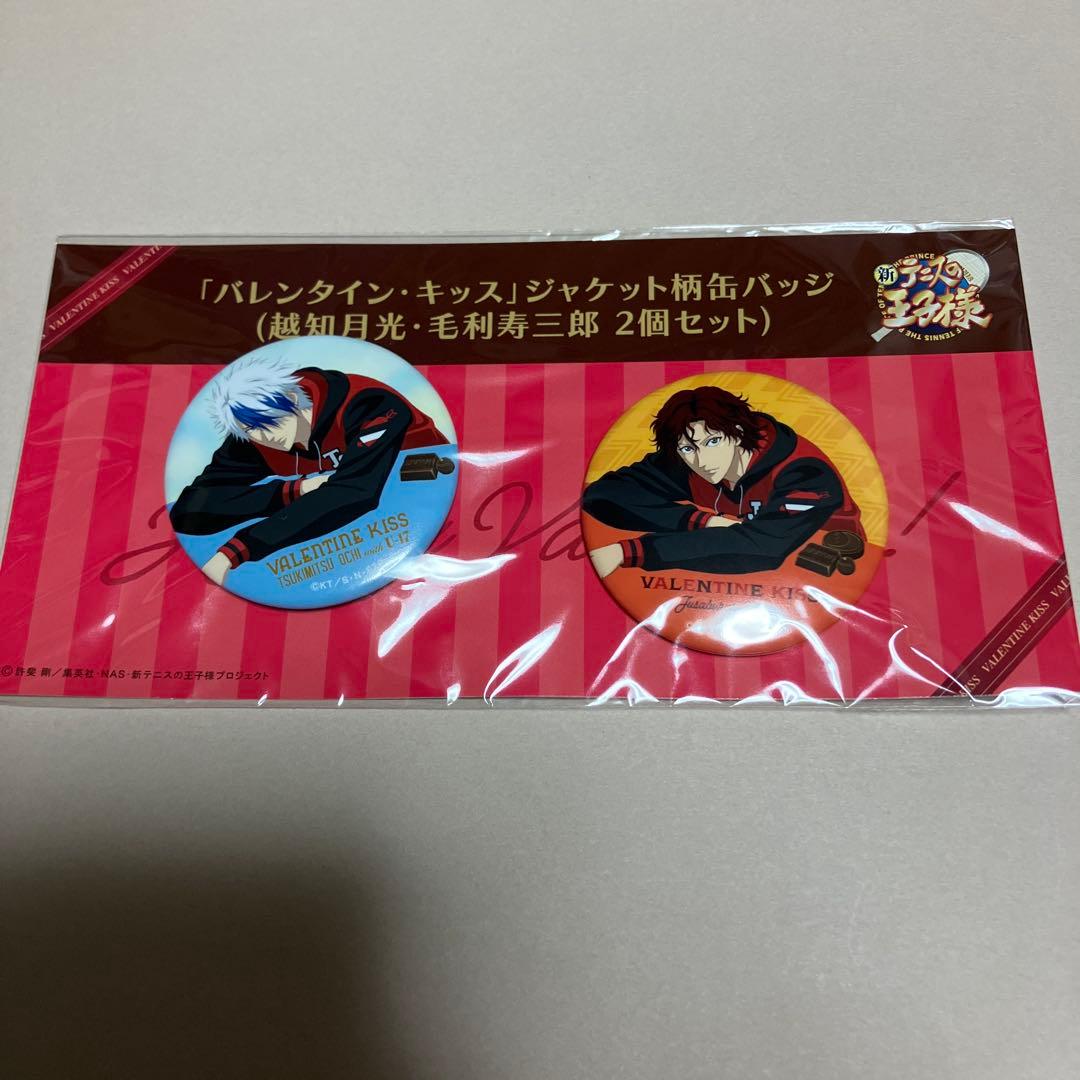 VALENTINE KISS VALENTI
「バレンタイン・キッス」ジャケット柄缶バッジ
(越知月光・毛利寿三郎 2個セット)
新テニスの
王子様
VALENTINE KISS
TSUKIMITSU OCHI with U-17
©KT/S・N・
VALENTINE KISS
VALENTINE KISS
©許斐 剛/集英社・NAS・新テニスの王子様プロジェクト